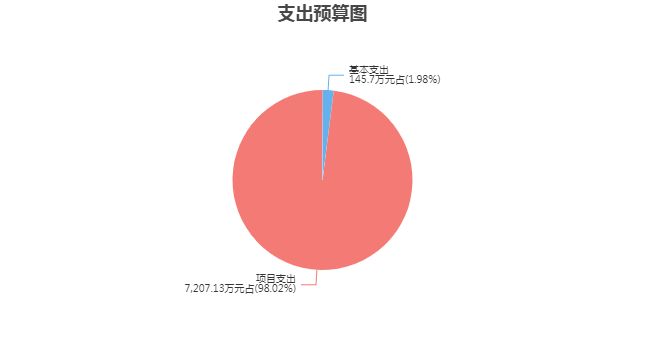 支出预算图
基本支出
145.7万元占(1.98%)
项目支出
7,207.13万元占(98.02%)